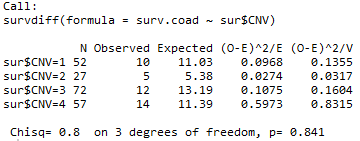 Call:
survdiff(formula = surv.coad ~ sur$CNV)
N Observed Expected (O-E)^2/E (O-E)^2/V
sur$CNV=1 52 10 11.03 0.0968 0.1355
sur$CNV=2 27 5 5.38 0.0274 0.0317
sur$CNV=3 72 12 13.19 0.1075 0.1604
sur$CNV=4 57 14 11.39 0.5973 0.8315
Chisq= 0.8 on 3 degrees of freedom, p= 0.841